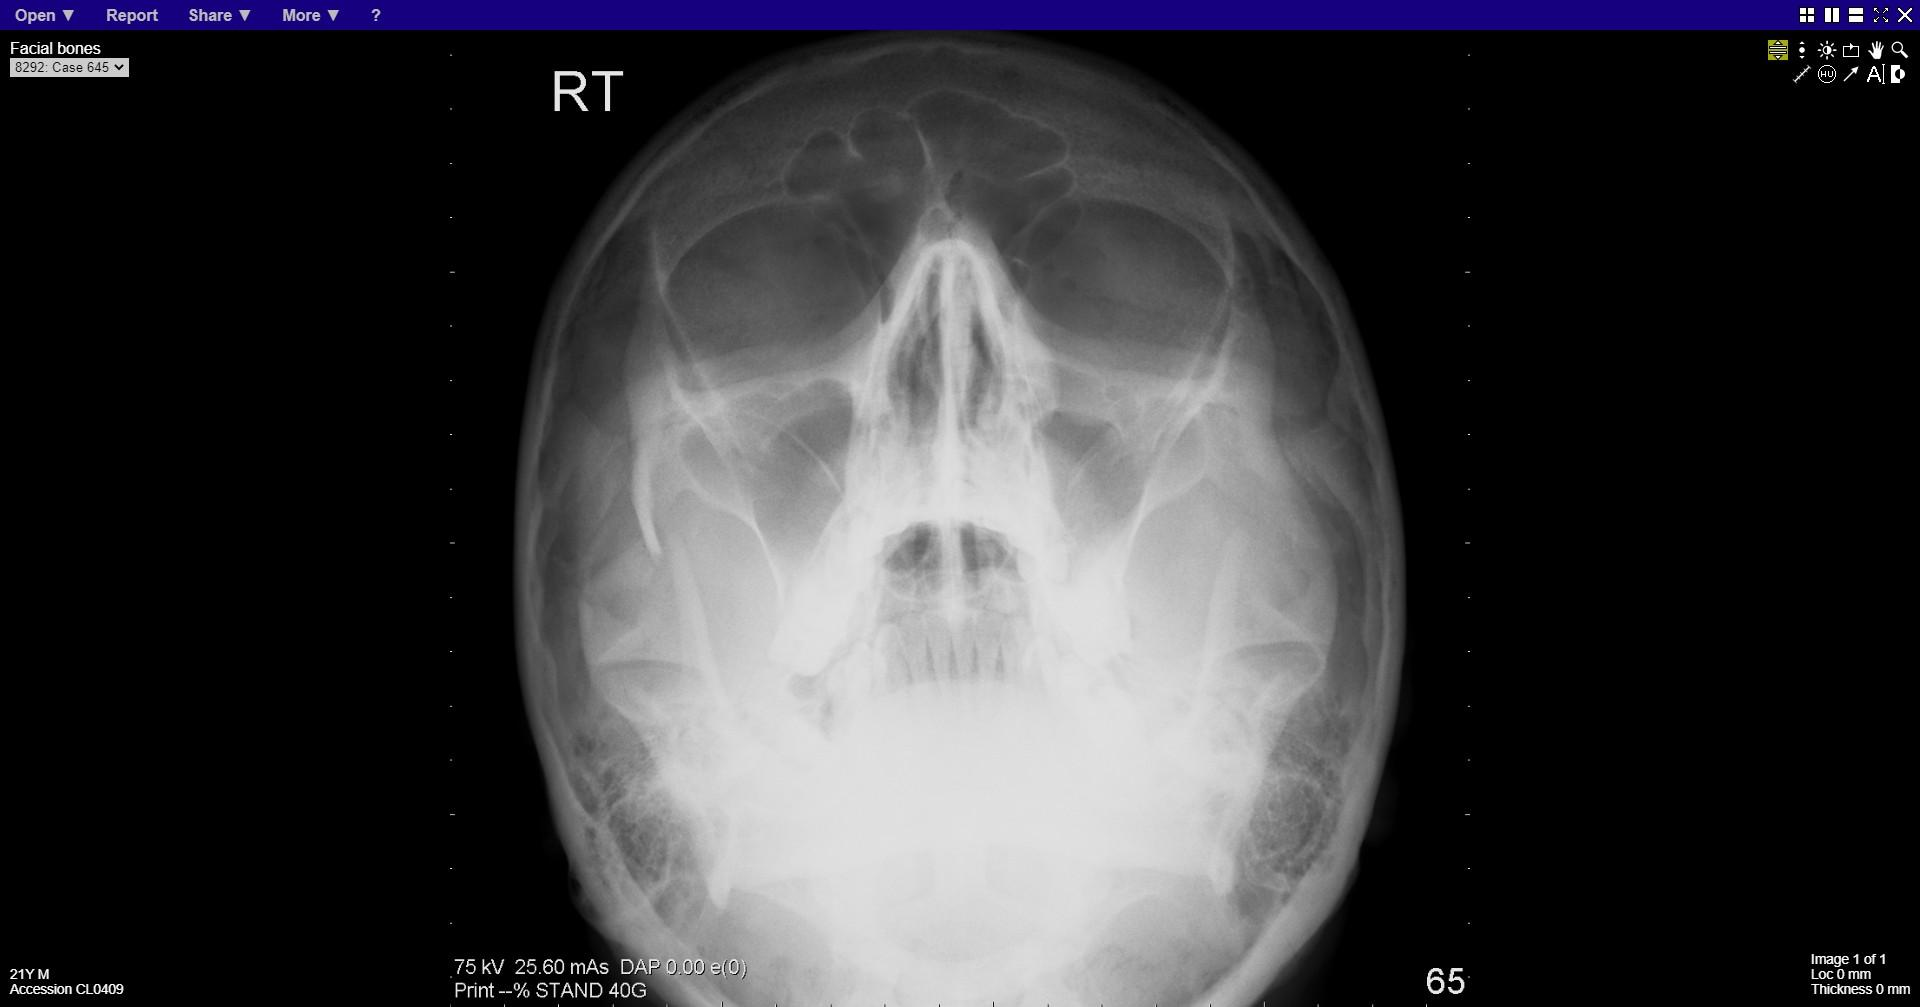 Open ▼ Report Share ▼ More ▼ ?
Facial bones
8292: Case 645
HU
A
RT
75 kV 25.60 mAs DAP 0.00 e(0)
Print --% STAND 40G
65
21Y M
Accession CL0409
Image 1 of 1
Loc 0 mm
Thickness 0 mm